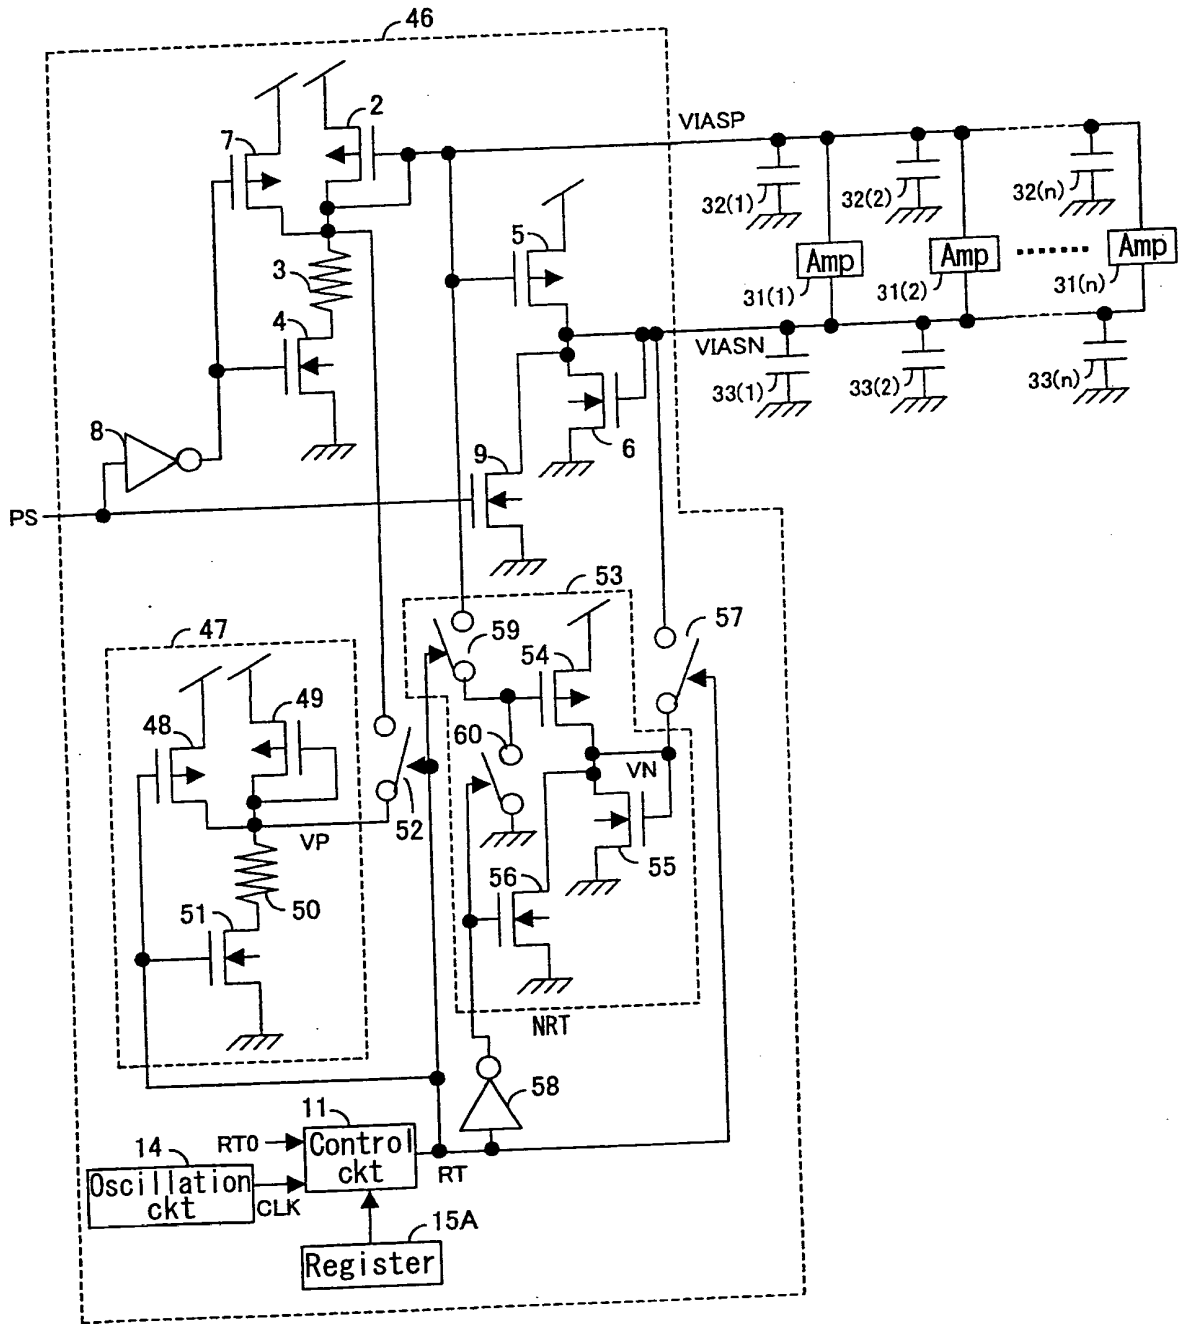 46
2
7
VIASP
32(1)
32(2)
32(n)
5
Amp
Amp
Amp
3
31(1)
31(2)
31(n)
4
VIASN
33(1)
33(2)
33(n)
8
6
9
PS
53
57
59
47
54
49
48
60
VN
52
VP
55
56
51
50
NRT
58
11
RT0
Control
ckt
14
RT
Oscillation
ckt
CLK
15A
Register